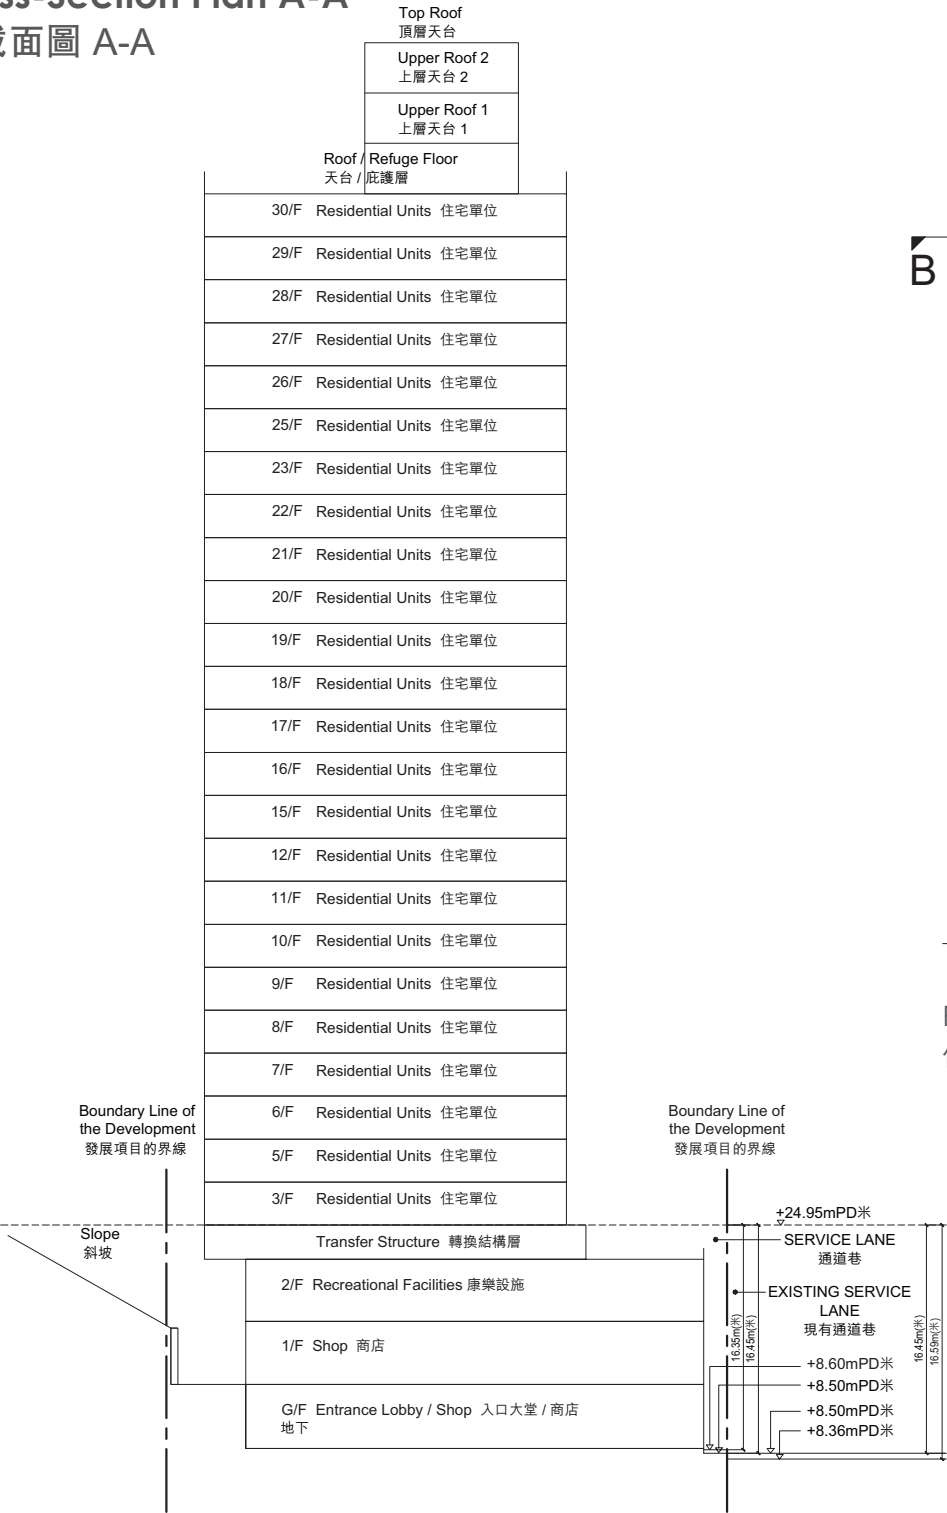 ss-Section Plan A-A
截面圖 A-A
Top Roof
頂層天台
Upper Roof 2
上層天台 2
Upper Roof 1
上層天台 1
Roof / Refuge Floor
天台 / 庇護層
30/F Residential Units 住宅單位
29/F Residential Units 住宅單位
28/F Residential Units 住宅單位
27/F Residential Units 住宅單位
26/F Residential Units 住宅單位
25/F Residential Units 住宅單位
23/F Residential Units 住宅單位
22/F Residential Units 住宅單位
21/F Residential Units 住宅單位
20/F Residential Units 住宅單位
19/F Residential Units 住宅單位
18/F Residential Units 住宅單位
17/F Residential Units 住宅單位
16/F Residential Units 住宅單位
15/F Residential Units 住宅單位
12/F Residential Units 住宅單位
11/F Residential Units 住宅單位
10/F Residential Units 住宅單位
9/F Residential Units 住宅單位
8/F Residential Units 住宅單位
7/F Residential Units 住宅單位
6/F Residential Units 住宅單位
5/F Residential Units 住宅單位
3/F Residential Units 住宅單位
Transfer Structure 轉換結構層
2/F Recreational Facilities 康樂設施
1/F Shop 商店
G/F Entrance Lobby / Shop 入口大堂 / 商店
地下
Boundary Line of
the Development
發展項目的界線
Slope
斜坡
Boundary Line of
the Development
發展項目的界線
+24.95mPD米
SERVICE LANE
通道巷
EXISTING SERVICE
LANE
現有通道巷
16.35m(米)
16.45m(米)
16.45m(米)
16.59m(米)
+8.60mPD米
+8.50mPD米
+8.50mPD米
+8.36mPD米
B